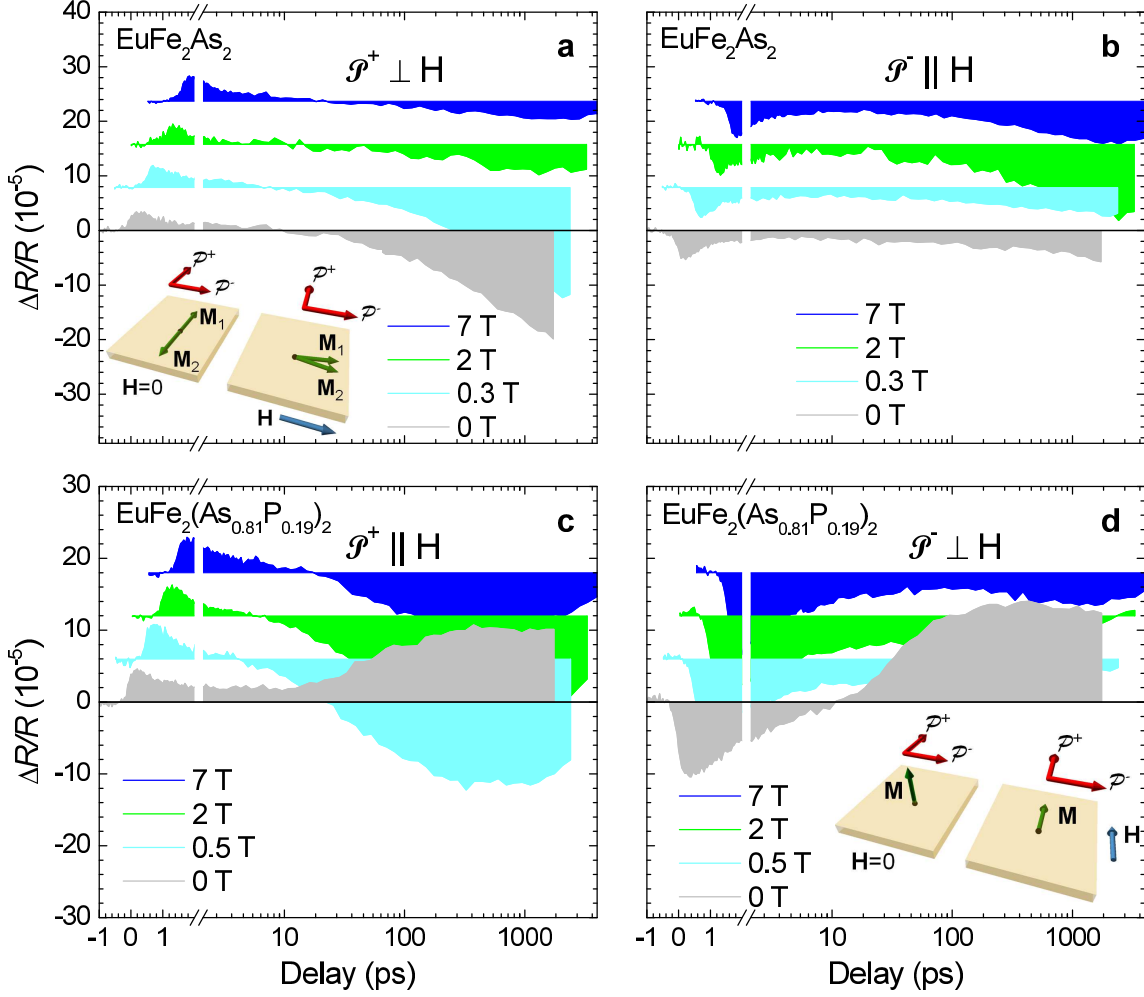 EuFe2As2
a
𝒫+ ⊥ H
40
30
20
10
0
-10
-20
-30
ΔR/R (10-5)
𝒫+
𝒫-
M1
M2
H=0
𝒫+
𝒫-
M1
M2
H
7 T
2 T
0.3 T
0 T
EuFe2As2
b
𝒫- || H
7 T
2 T
0.3 T
0 T
EuFe2(As0.81P0.19)2
c
𝒫+ || H
30
20
10
0
-10
-20
-30
ΔR/R (10-5)
7 T
2 T
0.5 T
0 T
-1 0 1 10 100 1000
Delay (ps)
EuFe2(As0.81P0.19)2
d
𝒫- ⊥ H
7 T
2 T
0.5 T
0 T
𝒫+
𝒫-
M
H=0
𝒫+
𝒫-
M
H
-1 0 1 10 100 1000
Delay (ps)